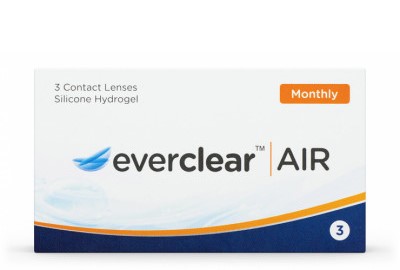 3 Contact Lenses
Silicone Hydrogel
Monthly
everclear™ AIR
3